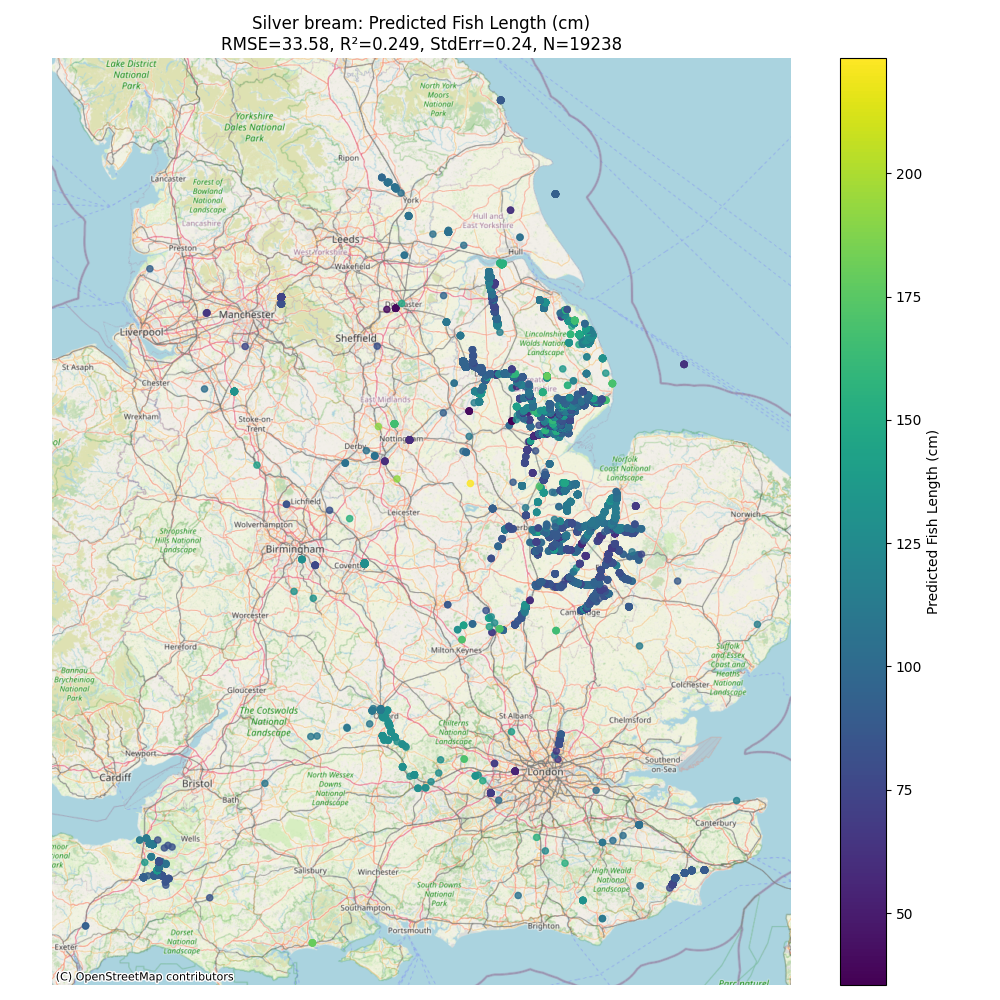 Silver bream: Predicted Fish Length (cm)
RMSE=33.58, R²=0.249, StdErr=0.24, N=19238
Lake District
National
Park
North York
Moors
National
Park
Yorkshire
Dales National
Park
Ripon
Lancaster
Forest of
Bowland
National
Landscape
York
Lancashire
Hull and
East Yorkshire
Preston
Leeds
West Yorkshire
Hull
Wakefield
Manchester
Liverpool
Sheffield
Lincolnshire
Wolds National
Landscape
St Asaph
Chester
East Midlands
Wrexham
Stoke-on-
Trent
Derby
Norfolk
Coast National
Landscape
Leicester
Lichfield
Norwich
Wolverhampton
Shropshire
Hills National
Landscape
Birmingham
Worcester
Hereford
Milton Keynes
Suffolk
and Essex
Coast and
Heaths
National
Landscape
Bannau
Brycheiniog
National
Park
Colchester
Gloucester
The Cotswolds
National
Landscape
St Albans
Chelmsford
Chilterns
National
Landscape
Newport
Southend-
on-Sea
Cardiff
London
Bristol
North Wessex
Downs
National
Landscape
Bath
Canterbury
Wells
Salisbury
Winchester
High Weald
National
Landscape
South Downs
National
Park
Southampton
Portsmouth
Brighton
Exeter
Dorset
National
Landscape
(C) OpenStreetMap contributors
200
175
150
125
100
75
50
Predicted Fish Length (cm)